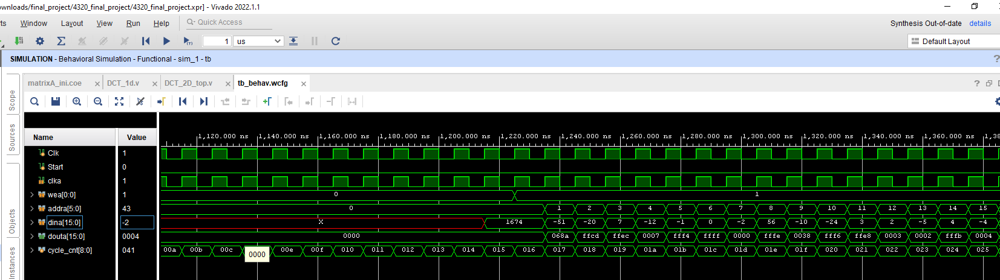 ownloads/final_project/4320_final_project/4320_final_project.xpr] - Vivado 2022.1.1
rts Window Layout View Run Help Quick Access Synthesis Out-of-date details
1 us Default Layout
SIMULATION - Behavioral Simulation - Functional - sim_1 - tb ?
matrixA_ini.coe × DCT_1d.v × DCT_2D_top.v × tb_behav.wcfg × ?
Scope
Sources
Objects
Instances
Name Value
1,120.000 ns 1,140.000 ns 1,160.000 ns 1,180.000 ns 1,200.000 ns 1,220.000 ns 1,240.000 ns 1,260.000 ns 1,280.000 ns 1,300.000 ns 1,320.000 ns 1,340.000 ns 1,360.000 ns 1,38
Clk 1
Start 0
clka 1
wea[0:0] 1 0 1
addra[5:0] 43 0 1 2 3 4 5 6 7 8 9 10 11 12 13 14 15
dina[15:0] -2 X 1674 -51 -20 7 -12 -1 0 -2 56 -10 -24 3 2 -5 4 -4
douta[15:0] 0004 0000 068a ffcd ffec 0007 fff4 ffff 0000 fffe 0038 fff6 ffe8 0003 0002 fffb 0004
cycle_cnt[8:0] 041 00a 00b 00c 00e 00f 010 011 012 013 014 015 016 017 018 019 01a 01b 01c 01d 01e 01f 020 021 022 023 024 025
0000